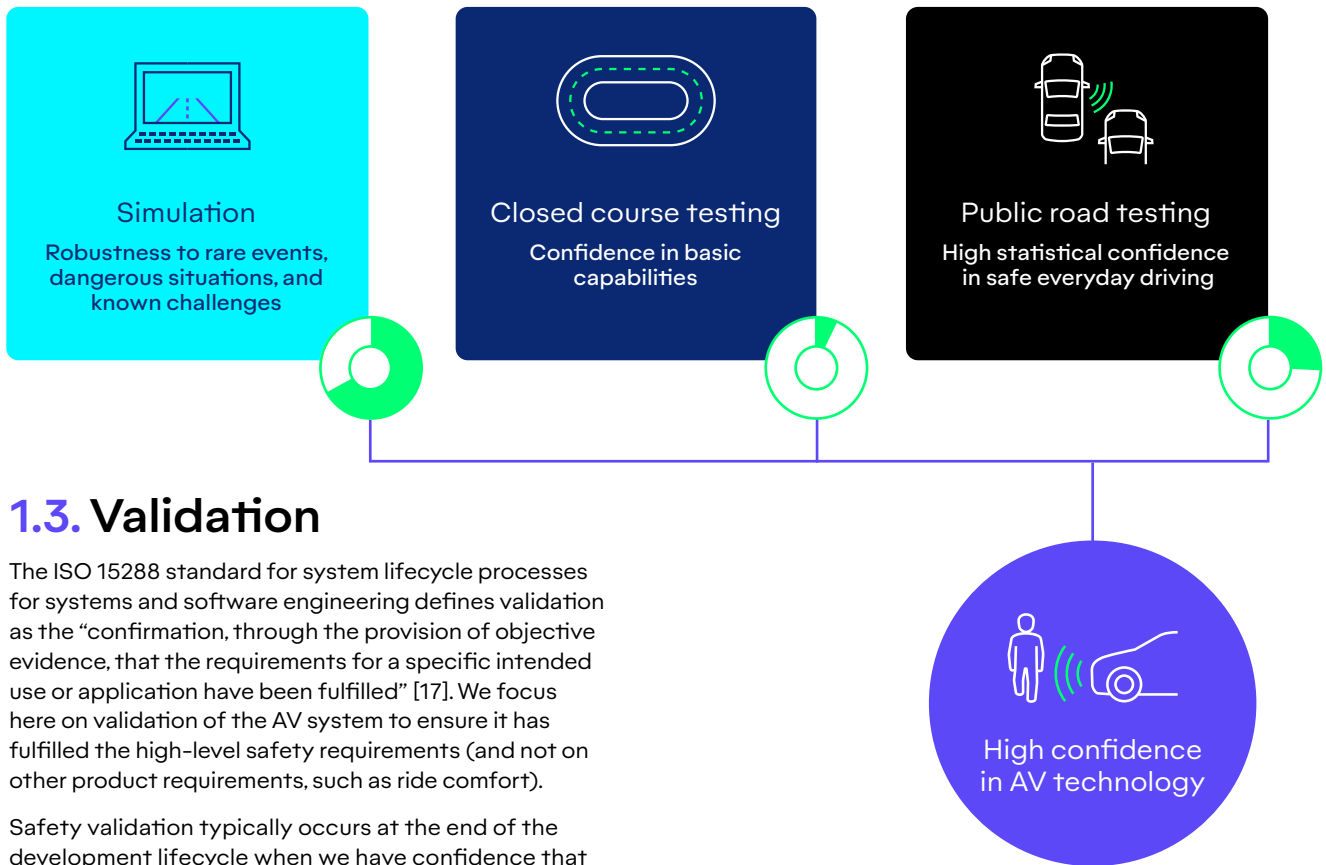 Simulation
Robustness to rare events,
dangerous situations, and
known challenges
Closed course testing
Confidence in basic
capabilities
Public road testing
High statistical confidence
in safe everyday driving
1.3. Validation
The ISO 15288 standard for system lifecycle processes
for systems and software engineering defines validation
as the “confirmation, through the provision of objective
evidence, that the requirements for a specific intended
use or application have been fulfilled” [17]. We focus
here on validation of the AV system to ensure it has
fulfilled the high-level safety requirements (and not on
other product requirements, such as ride comfort).
Safety validation typically occurs at the end of the
development lifecycle when we have confidence that
High confidence
in AV technology